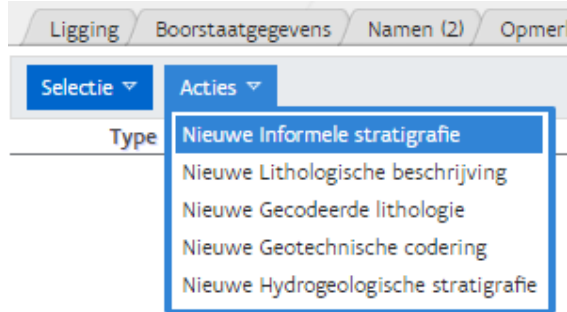 Ligging Boorstaatgegevens Namen (2)
Selectie Acties
Type
Nieuwe Informele stratigrafie
Nieuwe Lithologische beschrijving
Nieuwe Gecodeerde lithologie
Nieuwe Geotechnische codering
Nieuwe Hydrogeologische stratigrafie